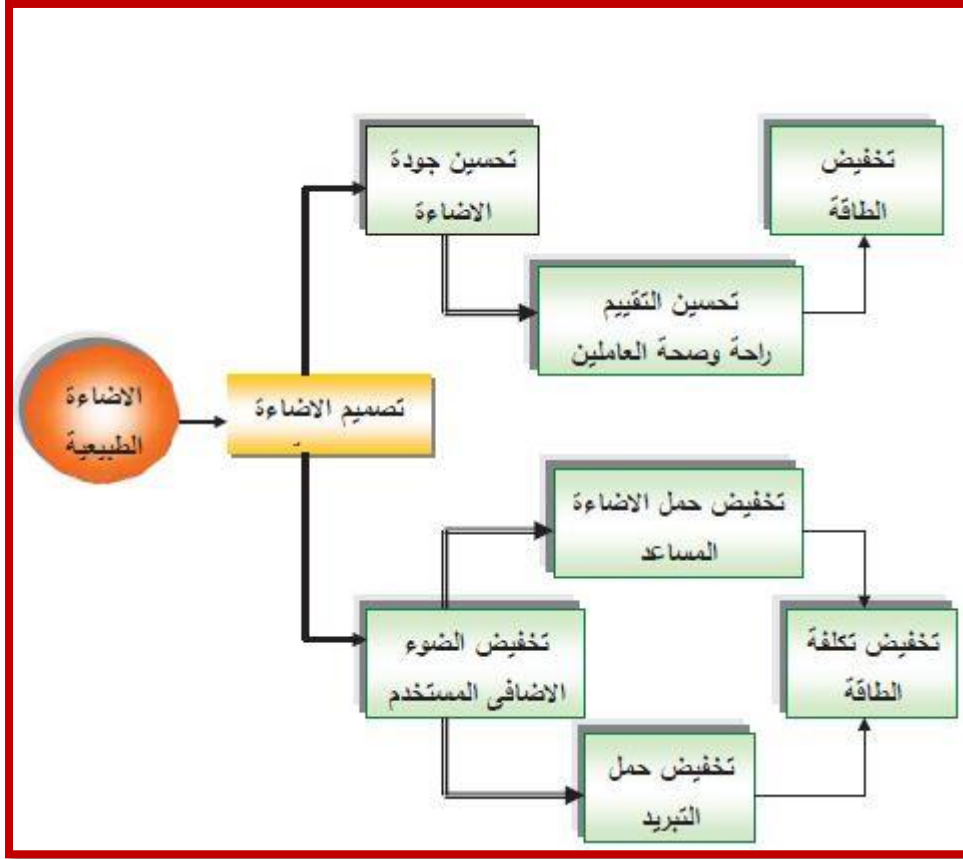 تحسين جودة
الاضاءة
تخفيض
الطاقة
تحسين التقييم
راحة وصحة العاملين
الاضاءة
الطبيعية
تصميم الاضاءة
تخفيض حمل الاضاءة
المساعد
تخفيض الضوء
الاضافى المستخدم
تخفيض تكلفة
الطاقة
تخفيض حمل
التبريد